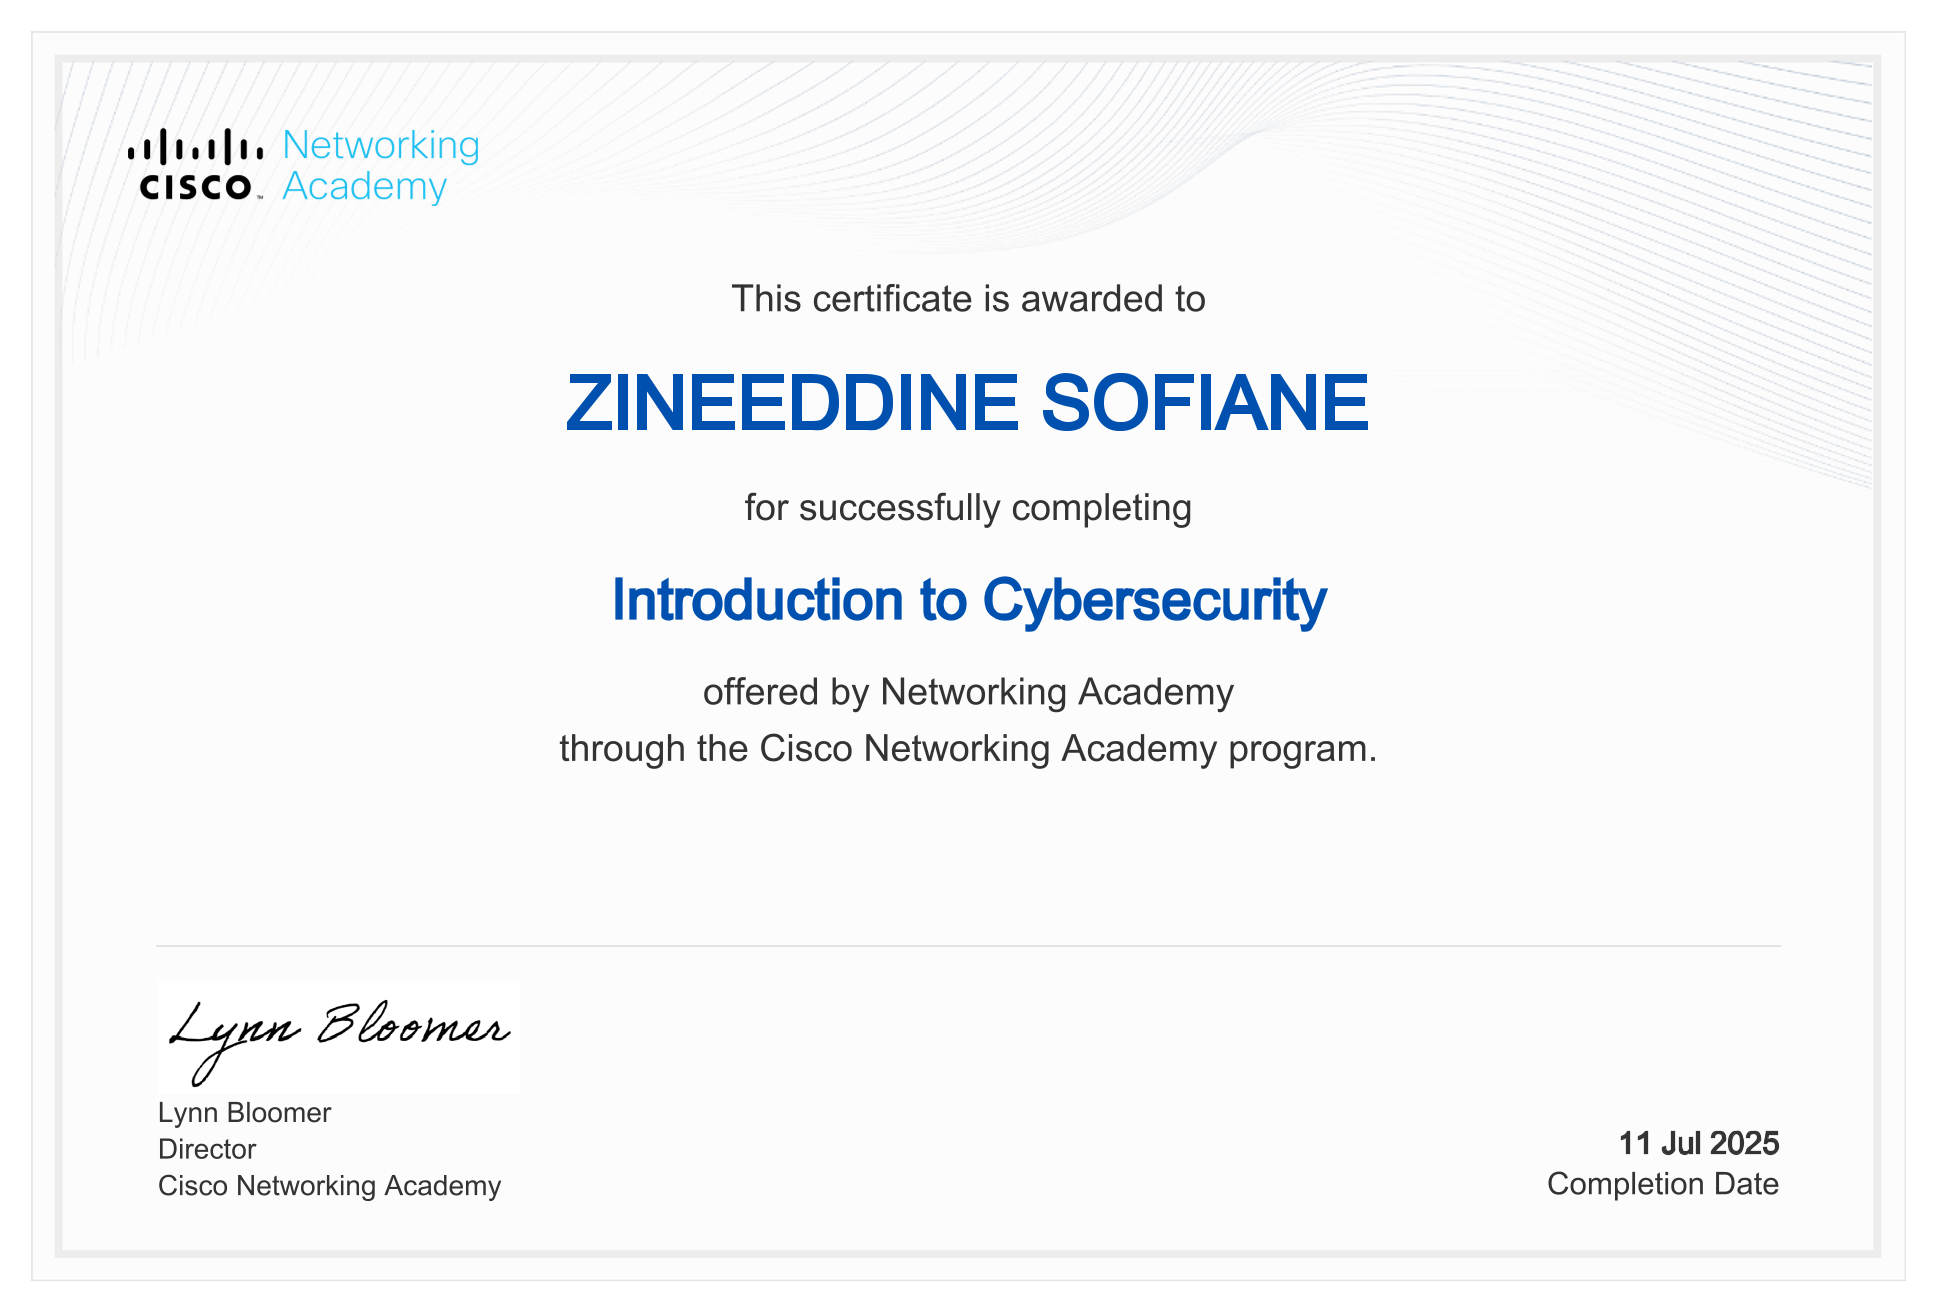 CISCO™ Networking
Academy
This certificate is awarded to
ZINEEDDINE SOFIANE
for successfully completing
Introduction to Cybersecurity
offered by Networking Academy
through the Cisco Networking Academy program.
Lynn Bloomer
Lynn Bloomer
Director
Cisco Networking Academy
11 Jul 2025
Completion Date